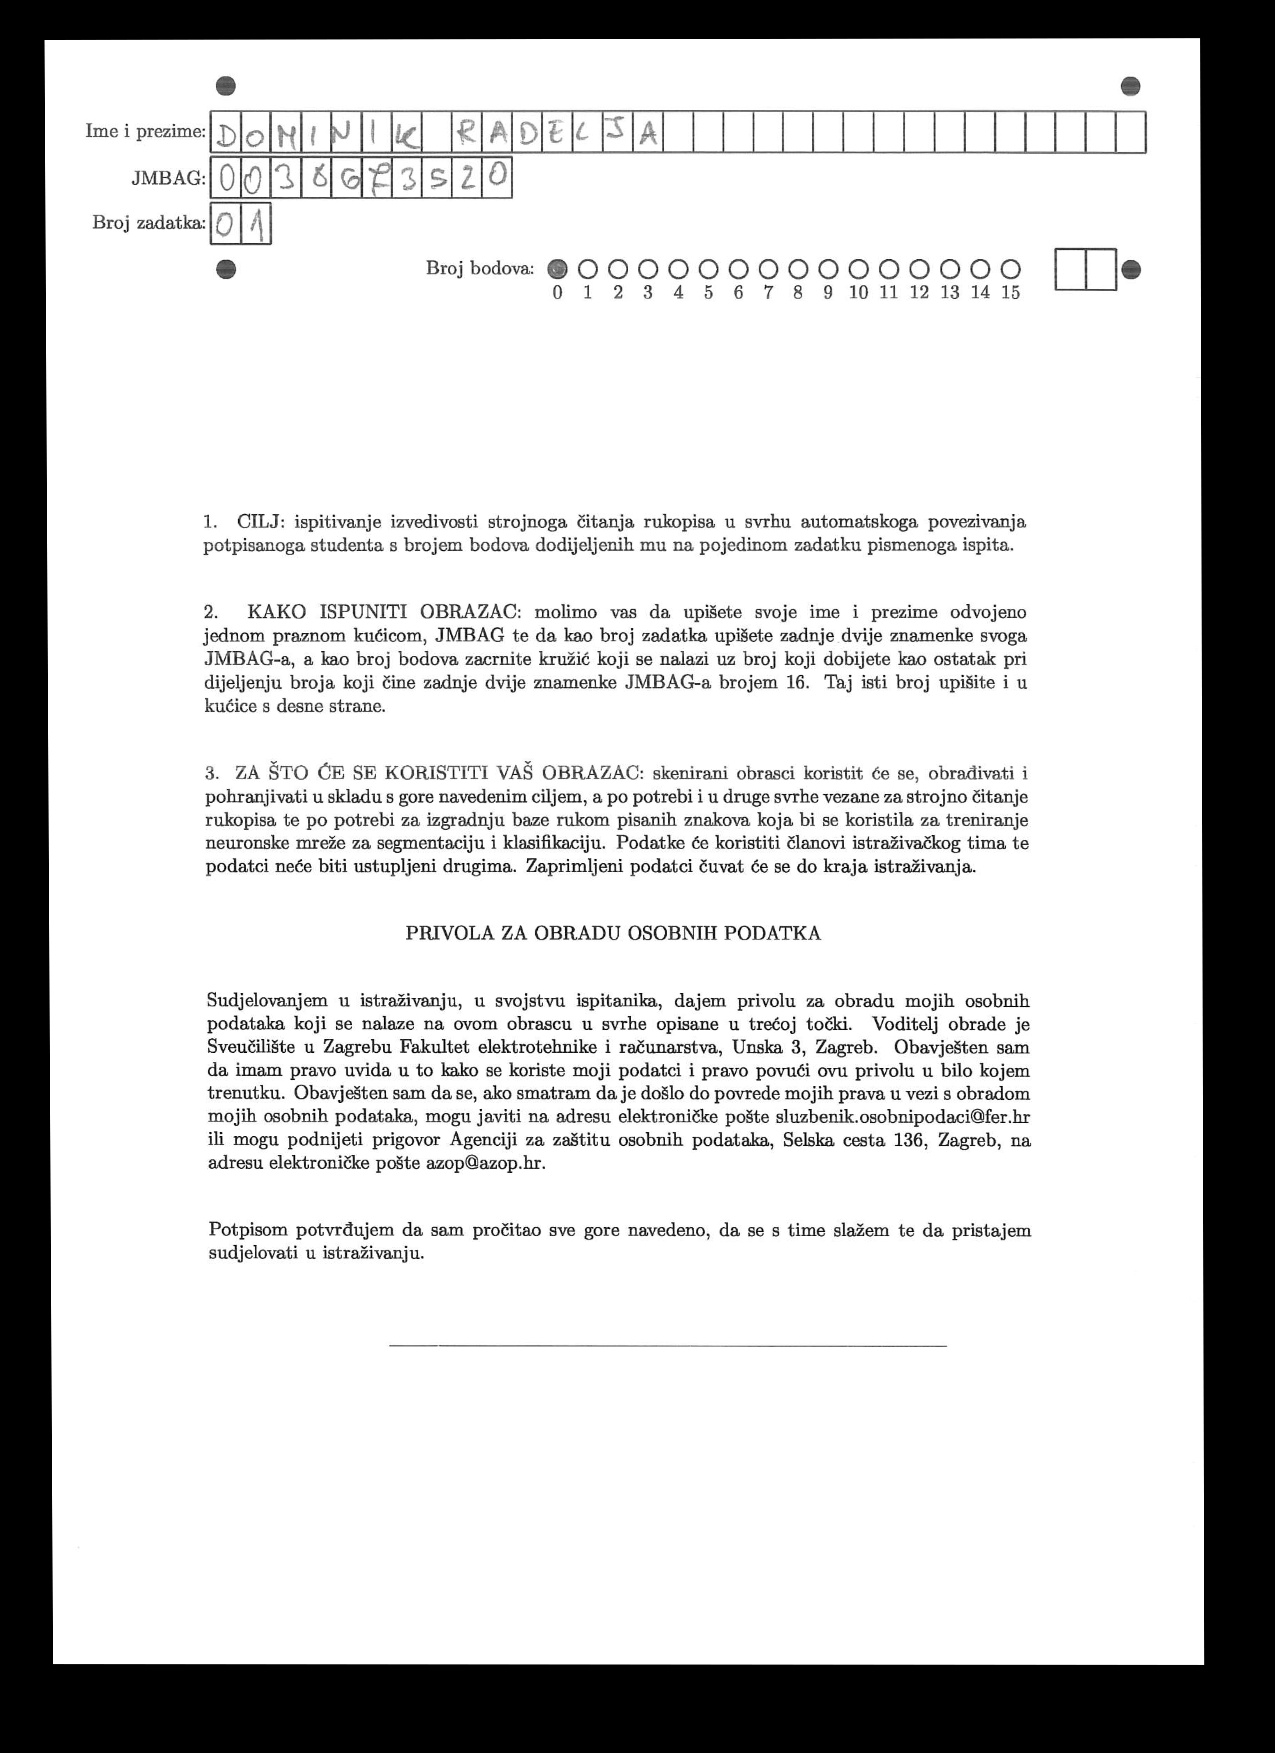 Ime i prezime: DOMINIK RADELJA
JMBAG: 0036673520
Broj zadatka: 01
Broj bodova:
0 1 2 3 4 5 6 7 8 9 10 11 12 13 14 15
1. CILJ: ispitivanje izvedivosti strojnoga čitanja rukopisa u svrhu automatskoga povezivanja
potpisanoga studenta s brojem bodova dodijeljenih mu na pojedinom zadatku pismenoga ispita.
2. KAKO ISPUNITI OBRAZAC: molimo vas da upišete svoje ime i prezime odvojeno
jednom praznom kućicom, JMBAG te da kao broj zadatka upišete zadnje dvije znamenke svoga
JMBAG-a, a kao broj bodova zacrnite kružić koji se nalazi uz broj koji dobijete kao ostatak pri
dijeljenju broja koji čine zadnje dvije znamenke JMBAG-a brojem 16. Taj isti broj upišite i u
kućice s desne strane.
3. ZA ŠTO ĆE SE KORISTITI VAŠ OBRAZAC: skenirani obrasci koristit će se, obrađivati i
pohranjivati u skladu s gore navedenim ciljem, a po potrebi i u druge svrhe vezane za strojno čitanje
rukopisa te po potrebi za izgradnju baze rukom pisanih znakova koja bi se koristila za treniranje
neuronske mreže za segmentaciju i klasifikaciju. Podatke će koristiti članovi istraživačkog tima te
podatci neće biti ustupljeni drugima. Zaprimljeni podatci čuvat će se do kraja istraživanja.
PRIVOLA ZA OBRADU OSOBNIH PODATKA
Sudjelovanjem u istraživanju, u svojstvu ispitanika, dajem privolu za obradu mojih osobnih
podataka koji se nalaze na ovom obrascu u svrhe opisane u trećoj točki. Voditelj obrade je
Sveučilište u Zagrebu Fakultet elektrotehnike i računarstva, Unska 3, Zagreb. Obavješten sam
da imam pravo uvida u to kako se koriste moji podatci i pravo povući ovu privolu u bilo kojem
trenutku. Obavješten sam da se, ako smatram da je došlo do povrede mojih prava u vezi s obradom
mojih osobnih podataka, mogu javiti na adresu elektroničke pošte sluzbenik.osobnipodaci@fer.hr
ili mogu podnijeti prigovor Agenciji za zaštitu osobnih podataka, Selska cesta 136, Zagreb, na
adresu elektroničke pošte azop@azop.hr.
Potpisom potvrđujem da sam pročitao sve gore navedeno, da se s time slažem te da pristajem
sudjelovati u istraživanju.